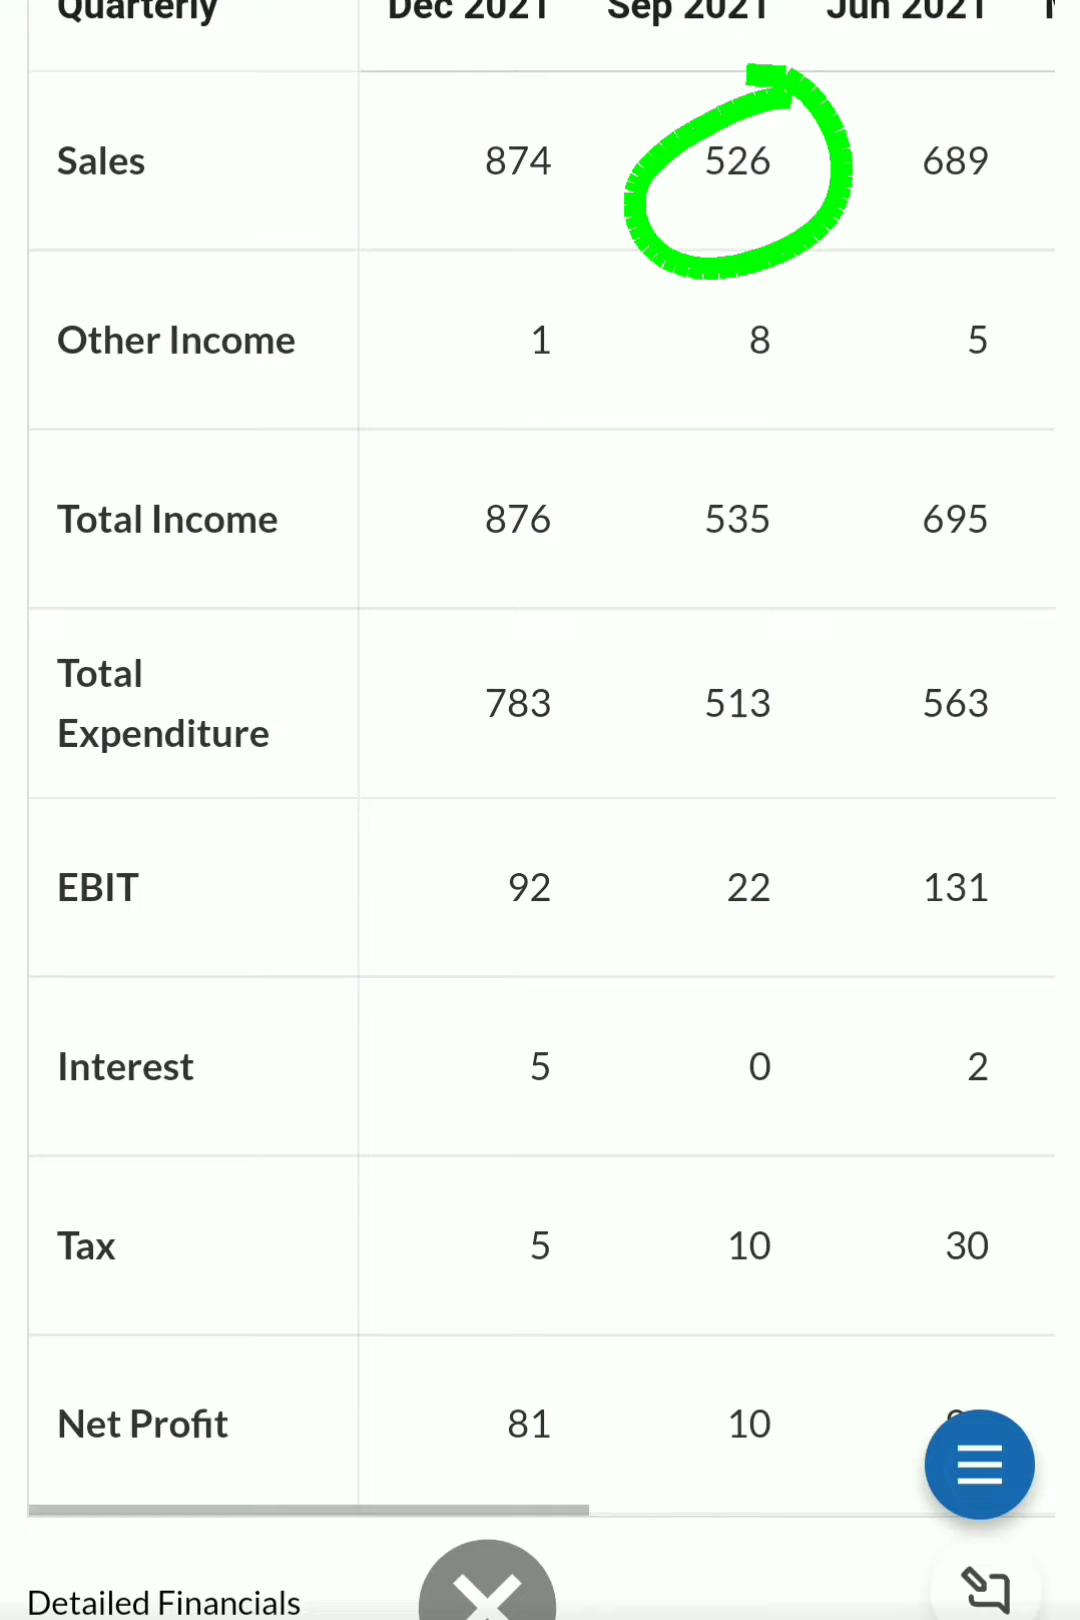 Quarterly Dec 2021 Sep 2021 Jun 2021
Sales 874 526 689
Other Income 1 8 5
Total Income 876 535 695
Total
Expenditure 783 513 563
EBIT 92 22 131
Interest 5 0 2
Tax 5 10 30
Net Profit 81 10
Detailed Financials